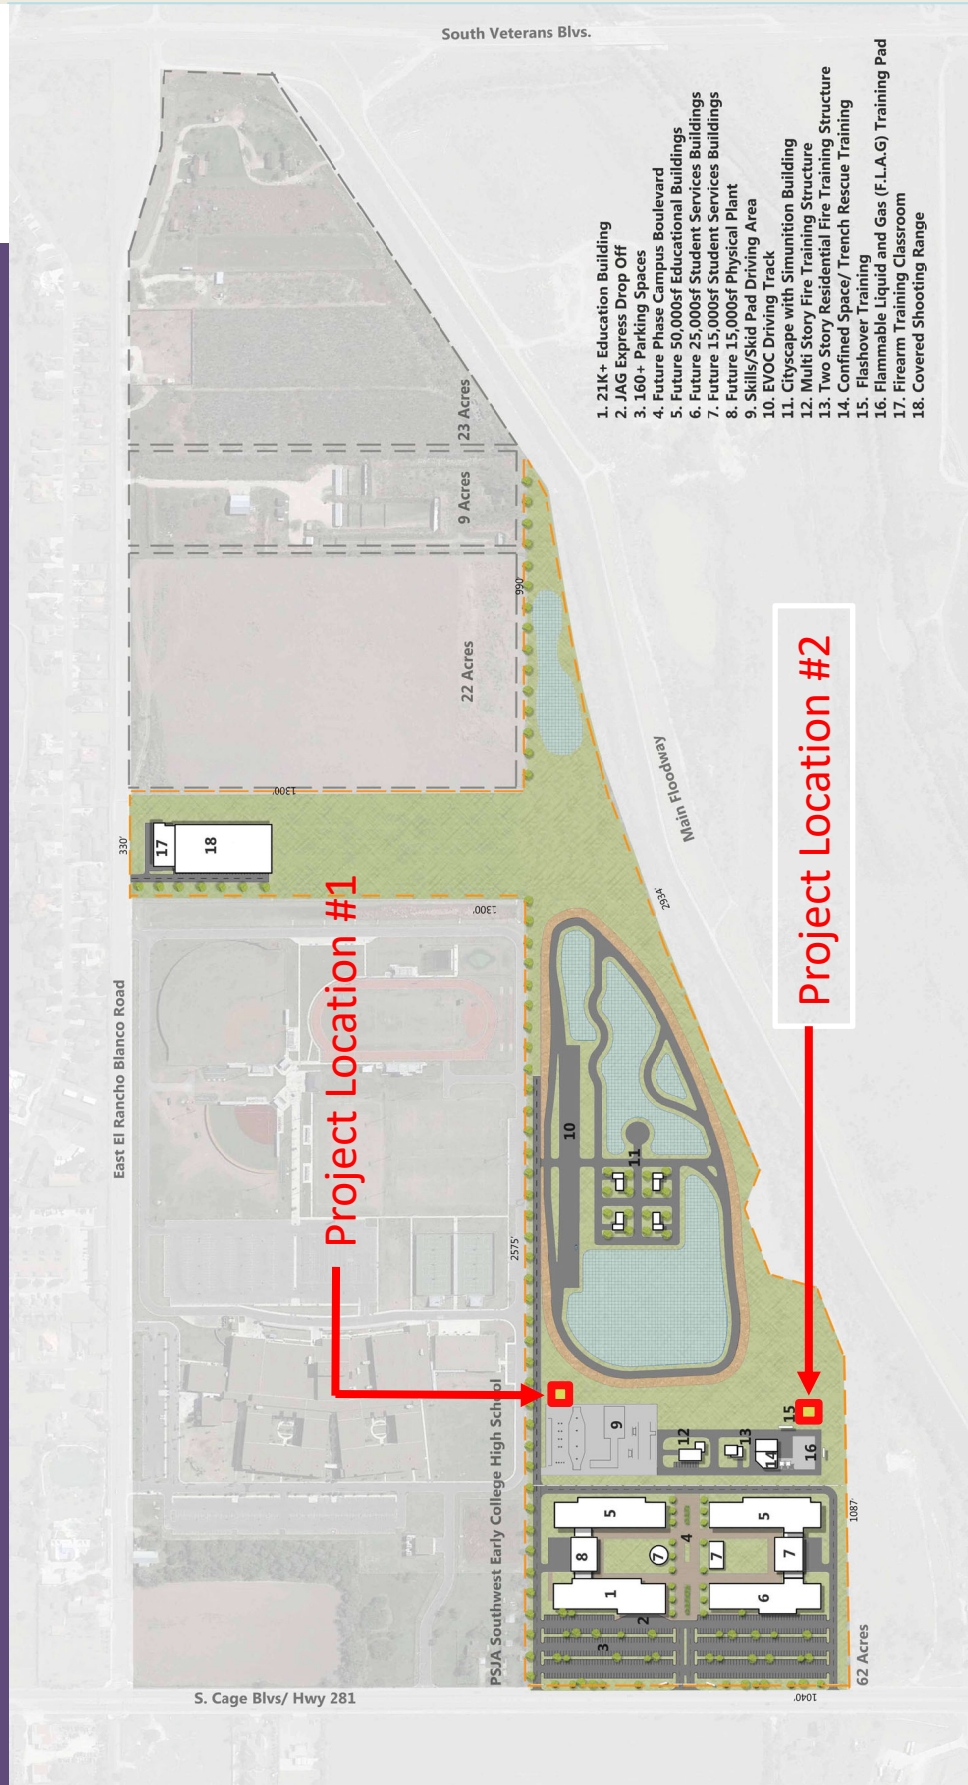 South Veterans Blvs.
1. 21K+ Education Building
2. JAG Express Drop Off
3. 160+ Parking Spaces
4. Future Phase Campus Boulevard
5. Future 50,000sf Educational Buildings
6. Future 25,000sf Student Services Buildings
7. Future 15,000sf Student Services Buildings
8. Future 15,000sf Physical Plant
9. Skills/Skid Pad Driving Area
10. EVOC Driving Track
11. Cityscape with Simunition Building
12. Multi Story Fire Training Structure
13. Two Story Residential Fire Training Structure
14. Confined Space/ Trench Rescue Training
15. Flashover Training
16. Flammable Liquid and Gas (F.L.A.G) Training Pad
17. Firearm Training Classroom
18. Covered Shooting Range
23 Acres
9 Acres
22 Acres
990'
1300'
330'
17
18
Main Floodway
2934'
1300'
East El Rancho Blanco Road
Project Location #1
Project Location #2
2575'
10
11
PSJA Southwest Early College High School
9
12
13
14
15
16
1087'
5
5
8
7
4
7
7
1
6
2
3
62 Acres
S. Cage Blvs/ Hwy 281
1040'